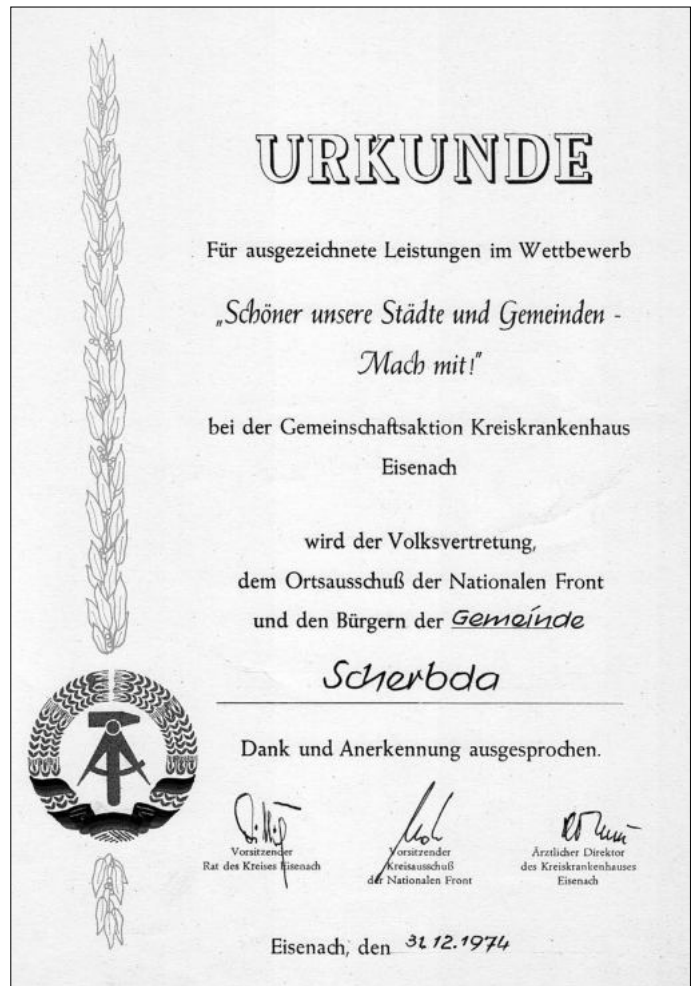 URKUNDE
Für ausgezeichnete Leistungen im Wettbewerb
„Schöner unsere Städte und Gemeinden -
Mach mit!"
bei der Gemeinschaftsaktion Kreiskrankenhaus
Eisenach
wird der Volksvertretung,
dem Ortsausschuß der Nationalen Front
und den Bürgern der Gemeinde
Scherbda
Dank und Anerkennung ausgesprochen.
Vorsitzender
Rat des Kreises Eisenach
Vorsitzender
Kreisausschuß
der Nationalen Front
Ärztlicher Direktor
des Kreiskrankenhauses
Eisenach
Eisenach, den 31.12.1974